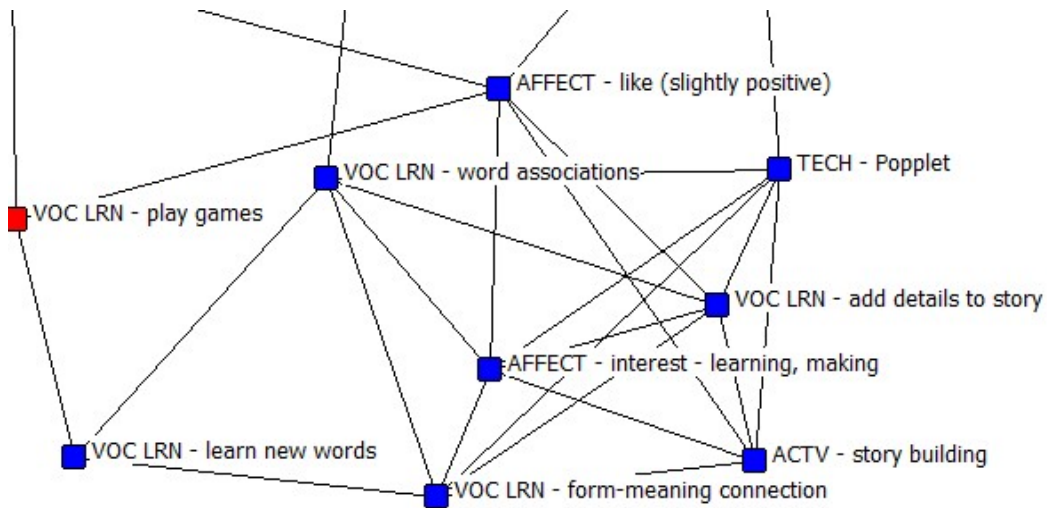 AFFECT - like (slightly positive)
VOC LRN - word associations
TECH - Popplet
VOC LRN - play games
VOC LRN - add details to story
AFFECT - interest - learning, making
VOC LRN - learn new words
ACTV - story building
VOC LRN - form-meaning connection